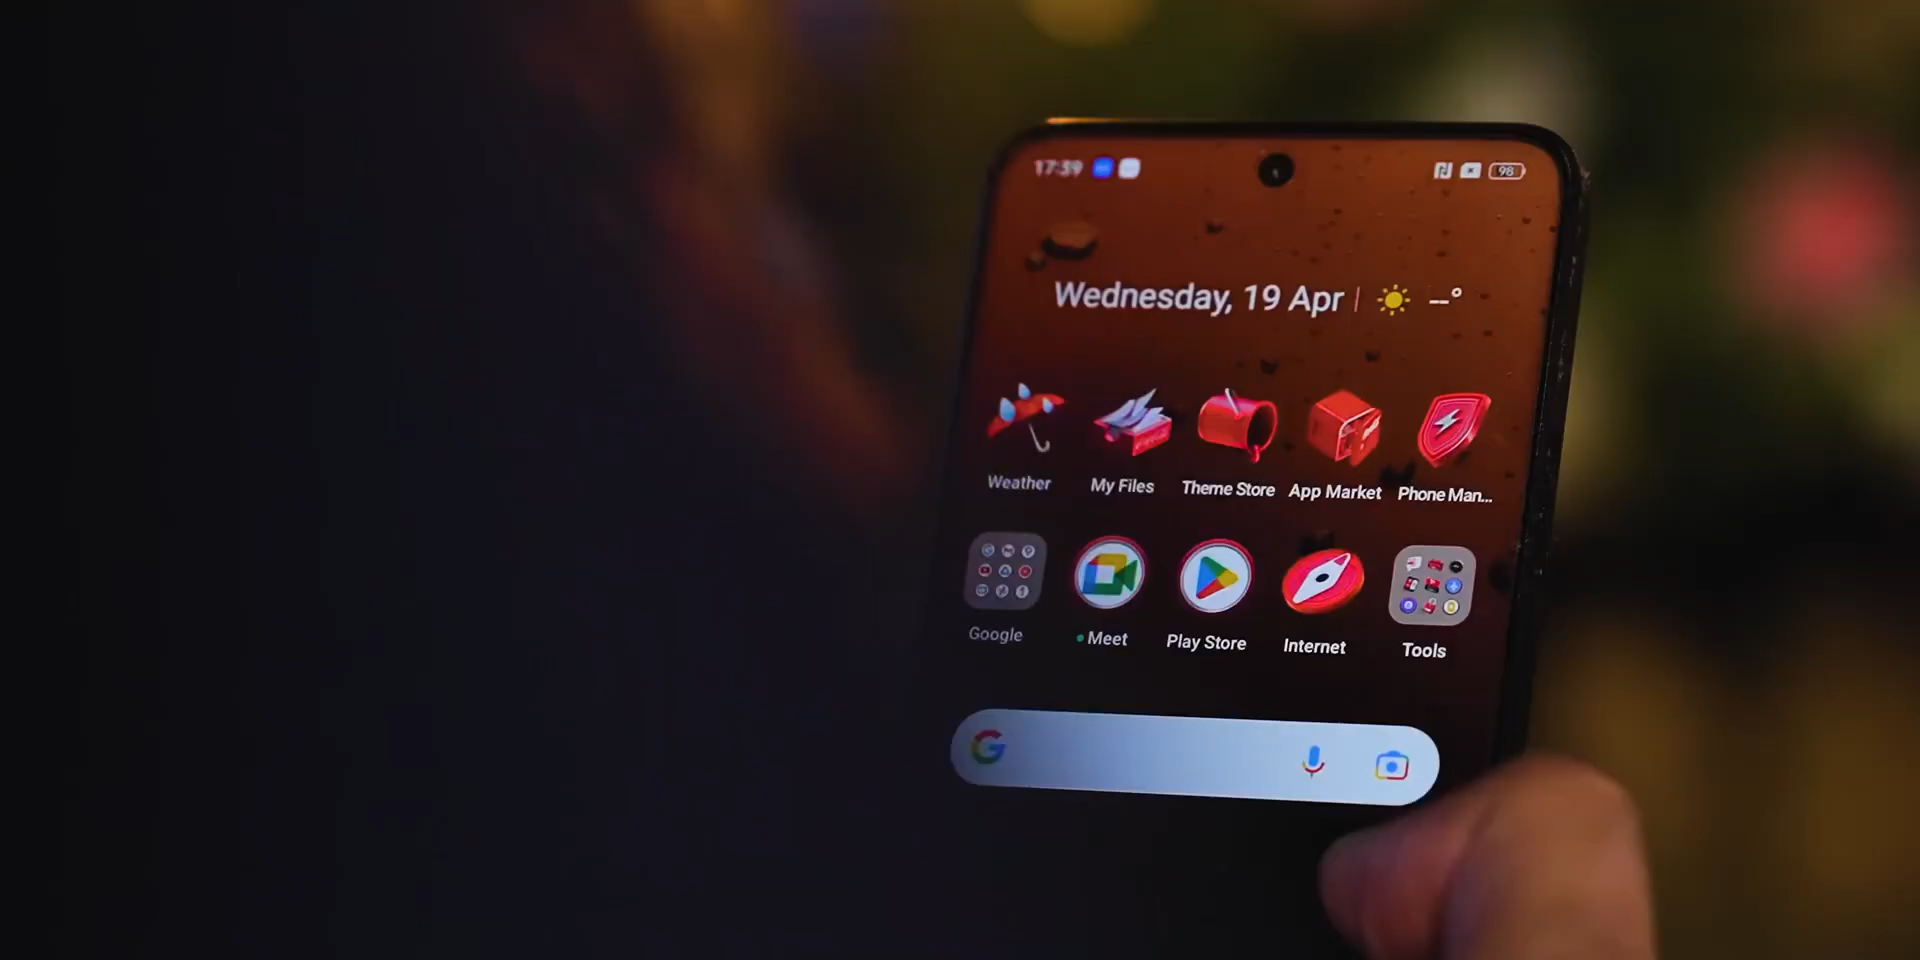 17:39 98
Wednesday, 19 Apr | --°
Weather My Files Theme Store App Market Phone Man...
Google Meet Play Store Internet Tools